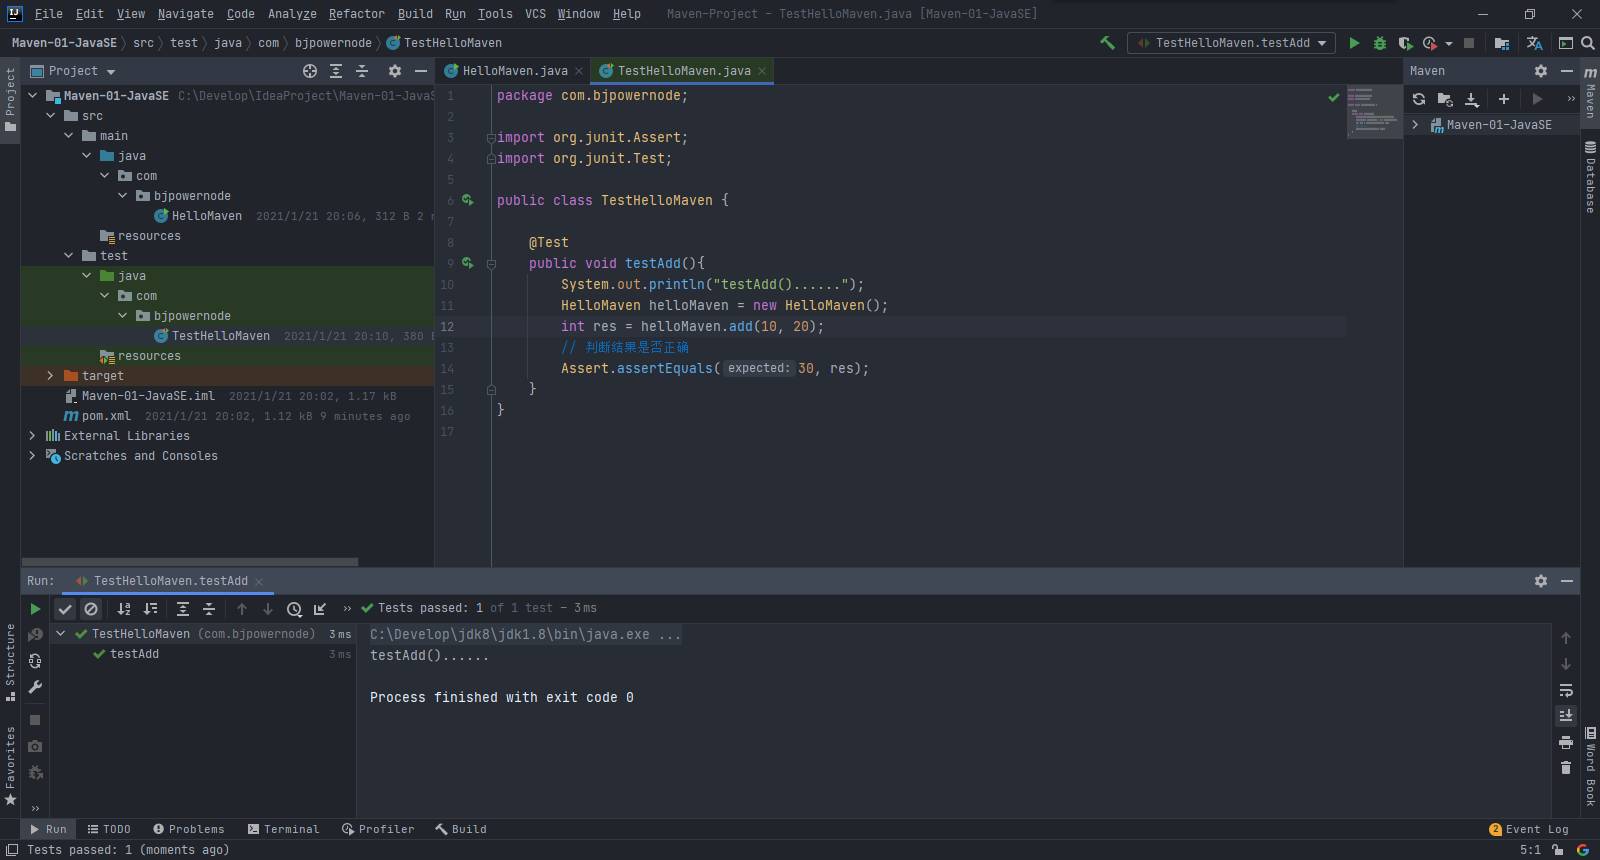 File Edit View Navigate Code Analyze Refactor Build Run Tools VCS Window Help Maven-Project - TestHelloMaven.java [Maven-01-JavaSE]
Maven-01-JavaSE src test java com bjpowernode TestHelloMaven
TestHelloMaven.testAdd
Project
HelloMaven.java
TestHelloMaven.java
Maven
Maven-01-JavaSE C:\Develop\IdeaProject\Maven-01-JavaS
src
main
java
com
bjpowernode
HelloMaven 2021/1/21 20:06, 312 B 2
resources
test
java
com
bjpowernode
TestHelloMaven 2021/1/21 20:10, 380
resources
target
Maven-01-JavaSE.iml 2021/1/21 20:02, 1.17 kB
pom.xml 2021/1/21 20:02, 1.12 kB 9 minutes ago
External Libraries
Scratches and Consoles
1 package com.bjpowernode;
2
3 import org.junit.Assert;
4 import org.junit.Test;
5
6 public class TestHelloMaven {
7
8 @Test
9 public void testAdd(){
10 System.out.println("testAdd()......");
11 HelloMaven helloMaven = new HelloMaven();
12 int res = helloMaven.add(10, 20);
13 // 判断结果是否正确
14 Assert.assertEquals( expected: 30, res);
15 }
16 }
17
Maven-01-JavaSE
Project
Structure
Favorites
Maven
Database
Word Book
Run: TestHelloMaven.testAdd
Tests passed: 1 of 1 test – 3 ms
TestHelloMaven (com.bjpowernode) 3 ms
testAdd 3 ms
C:\Develop\jdk8\jdk1.8\bin\java.exe ...
testAdd()......
Process finished with exit code 0
Run TODO Problems Terminal Profiler Build
2 Event Log
Tests passed: 1 (moments ago)
5:1